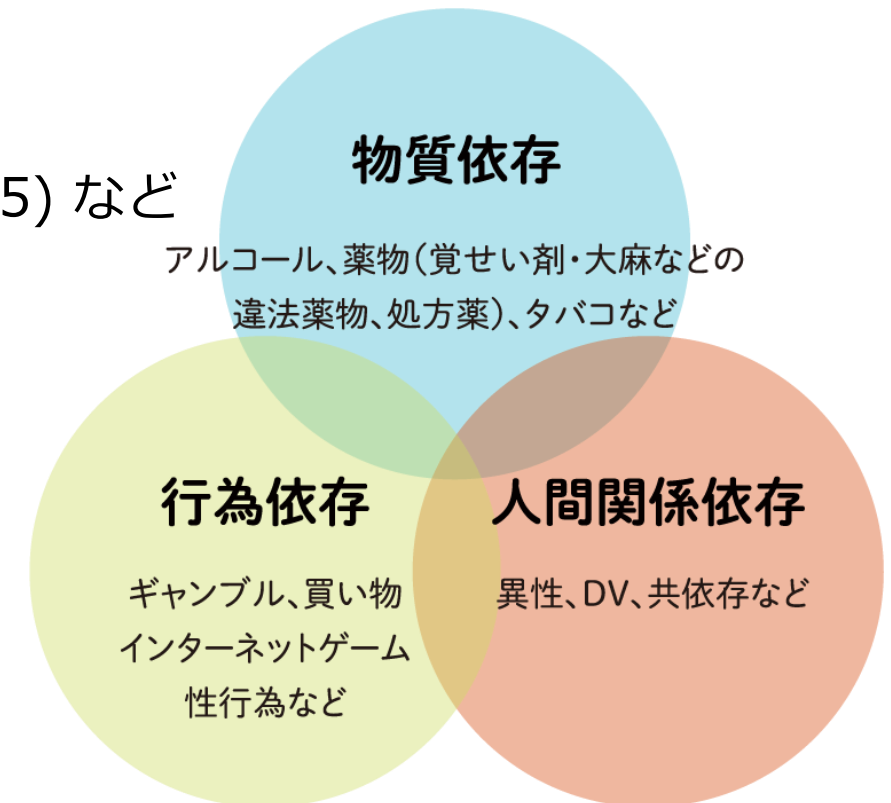 物質依存
5) など
アルコール、薬物(覚せい剤・大麻などの
違法薬物、処方薬)、タバコなど
行為依存
ギャンブル、買い物
インターネットゲーム
性行為など
人間関係依存
異性、DV、共依存など